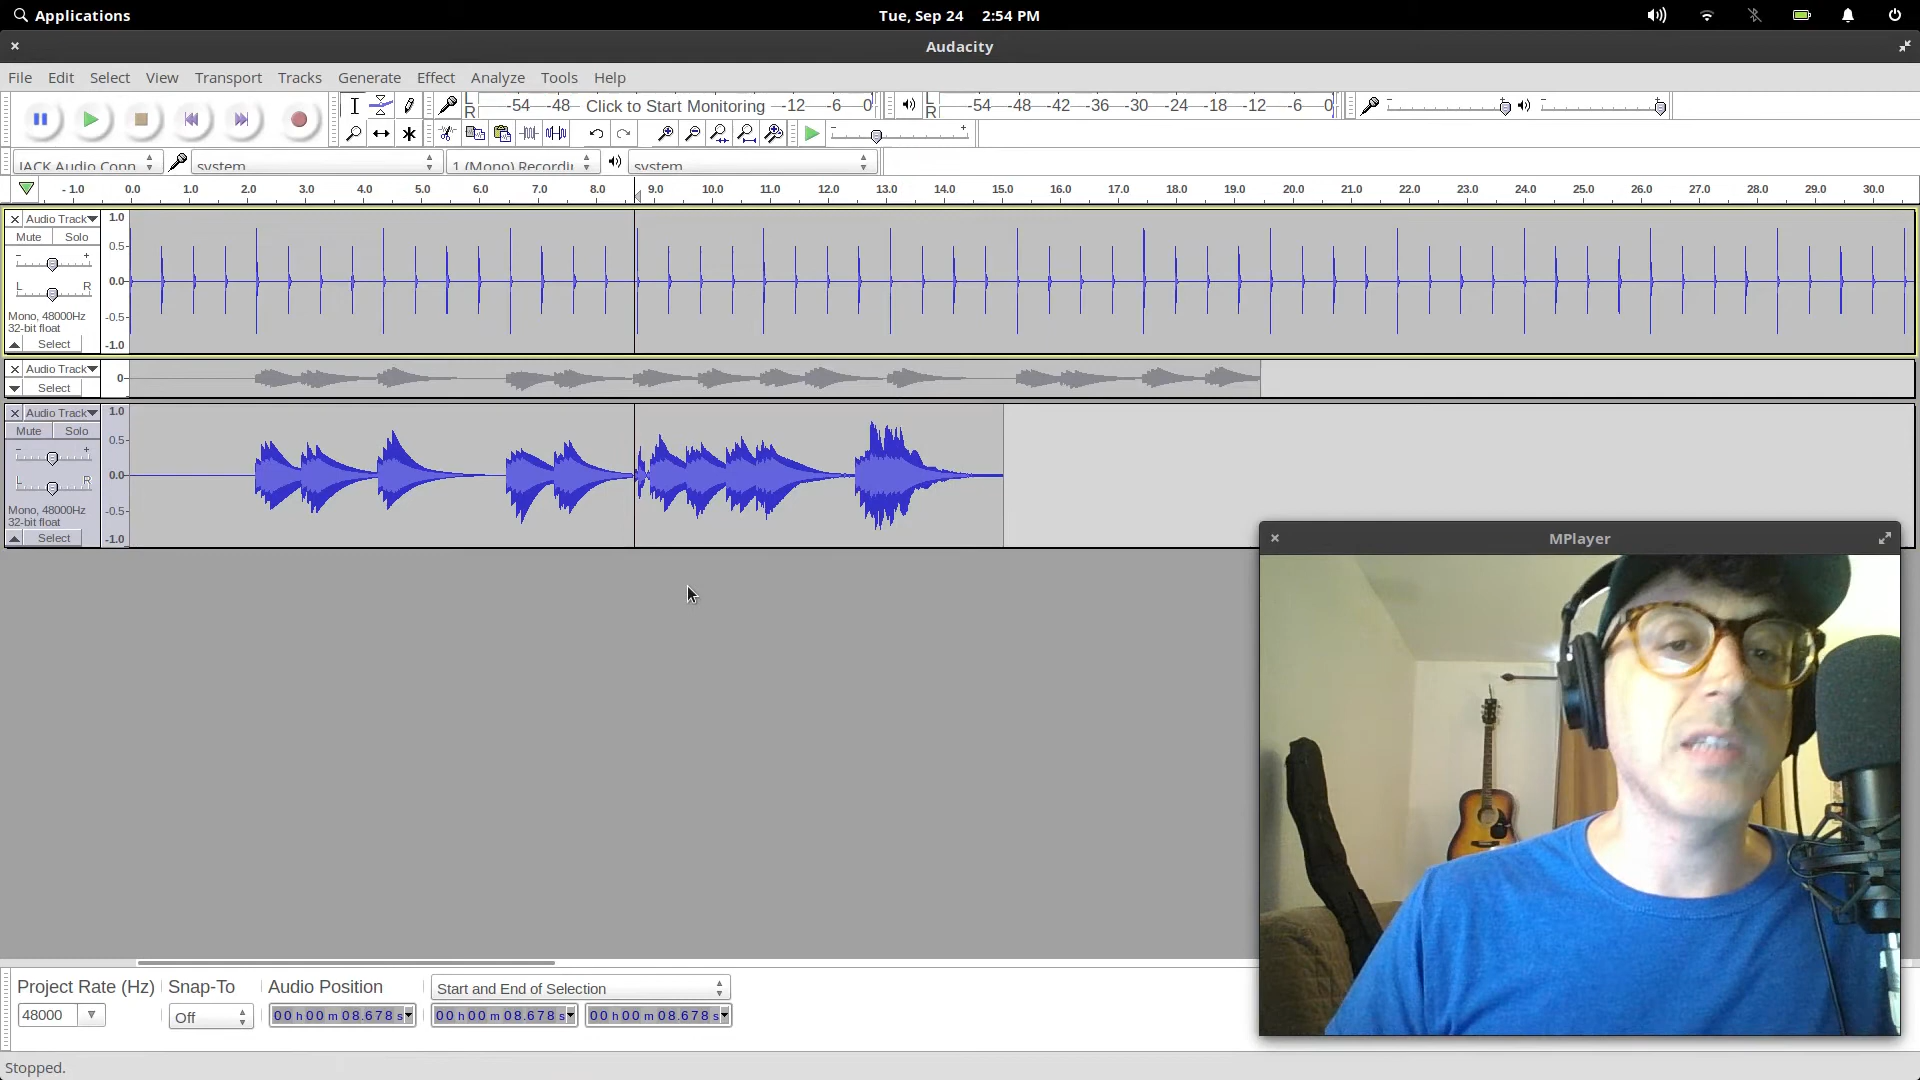 Applications
Tue, Sep 24 2:54 PM
Audacity
File Edit Select View Transport Tracks Generate Effect Analyze Tools Help
L R -54 -48 Click to Start Monitoring -12 -6 0
L R -54 -48 -42 -36 -30 -24 -18 -12 -6 0
- +
JACK Audio Conn system 1 (Mono) Recordi system
-1.0 0.0 1.0 2.0 3.0 4.0 5.0 6.0 7.0 8.0 9.0 10.0 11.0 12.0 13.0 14.0 15.0 16.0 17.0 18.0 19.0 20.0 21.0 22.0 23.0 24.0 25.0 26.0 27.0 28.0 29.0 30.0
Audio Track 1.0
Mute Solo
- + 0.5
L R 0.0
Mono, 48000Hz -0.5
32-bit float
Select -1.0
Audio Track
Select 0
Audio Track 1.0
Mute Solo
- + 0.5
L R 0.0
Mono, 48000Hz -0.5
32-bit float
Select -1.0
MPlayer
Project Rate (Hz) Snap-To Audio Position Start and End of Selection
48000 Off 00 h 00 m 08.678 s 00 h 00 m 08.678 s 00 h 00 m 08.678 s
Stopped.